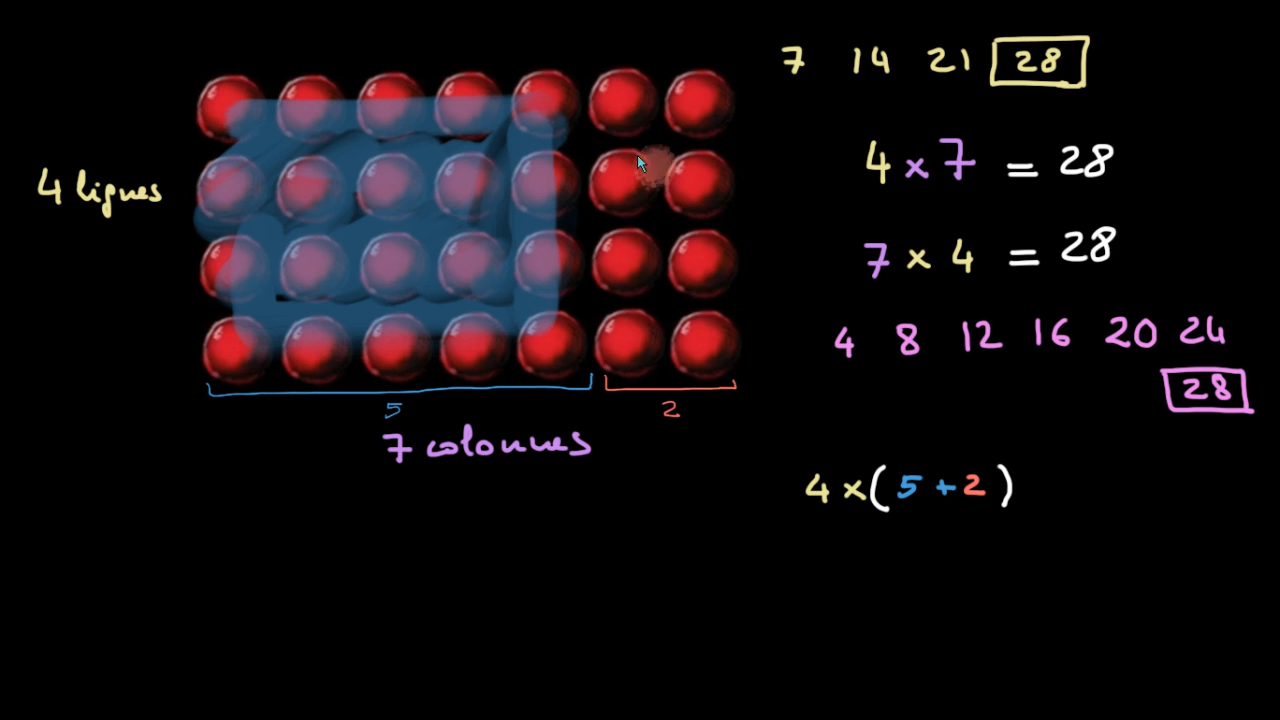 7 14 21 28
4 × 7 = 28
4 lignes
7 × 4 = 28
4 8 12 16 20 24
28
5 2
7 colonnes
4 × ( 5 + 2 )